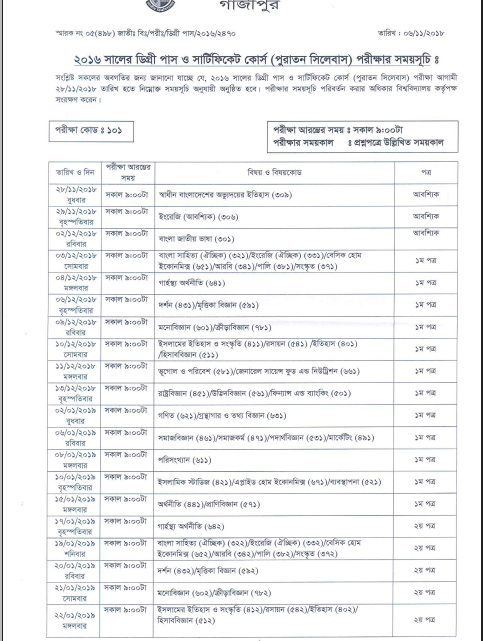 গাজীপুর
স্মারক নং ০৫(৪৯৮) জাতীঃ বিঃ/পরীঃ/ডিগ্রী পাস/২০১৬/২৪৭০ তারিখ : ০৬/১১/২০১৮
২০১৬ সালের ডিগ্রী পাস ও সার্টিফিকেট কোর্স (পুরাতন সিলেবাস) পরীক্ষার সময়সূচি ঃ
সংশ্লিষ্ট সকলের অবগতির জন্য জানানো যাচ্ছে যে, ২০১৬ সালের ডিগ্রী পাস ও সার্টিফিকেট কোর্স (পুরাতন সিলেবাস) পরীক্ষা আগামী
২৮/১১/২০১৮ তারিখ হতে নিম্নোক্ত সময়সূচি অনুযায়ী অনুষ্ঠিত হবে। পরীক্ষার সময়সূচি পরিবর্তন করার অধিকার বিশ্ববিদ্যালয় কর্তৃপক্ষ
সংরক্ষণ করেন।
পরীক্ষা কোড ঃ ১০১
পরীক্ষা আরম্ভের সময় ঃ সকাল ৯:০০টা
পরীক্ষার সময়কাল ঃ প্রশ্নপত্রে উল্লিখিত সময়কাল
তারিখ ও দিন পরীক্ষা আরম্ভের সময় বিষয় ও বিষয়কোড পত্র
২৮/১১/২০১৮ সকাল ৯:০০টা স্বাধীন বাংলাদেশের অভ্যুদয়ের ইতিহাস (৩০৯) আবশ্যিক
বুধবার
২৯/১১/২০১৮ সকাল ৯:০০টা ইংরেজি (আবশ্যিক) (৩০৬) আবশ্যিক
বৃহস্পতিবার
০২/১২/২০১৮ সকাল ৯:০০টা বাংলা জাতীয় ভাষা (৩০১) আবশ্যিক
রবিবার
০৩/১২/২০১৮ সকাল ৯:০০টা বাংলা সাহিত্য (ঐচ্ছিক) (৩২১)/ইংরেজি (ঐচ্ছিক) (৩৩১)/বেসিক হোম ১ম পত্র
সোমবার ইকোনমিক্স (৬৫১)/আরবি (৩৪১)/পালি (৩৮১)/সংস্কৃত (৩৭১)
০৪/১২/২০১৮ সকাল ৯:০০টা গার্হস্থ্য অর্থনীতি (৬৪১) ১ম পত্র
মঙ্গলবার
০৬/১২/২০১৮ সকাল ৯:০০টা দর্শন (৪৩১)/মৃত্তিকা বিজ্ঞান (৫৯১) ১ম পত্র
বৃহস্পতিবার
০৯/১২/২০১৮ সকাল ৯:০০টা মনোবিজ্ঞান (৬০১)/ক্রীড়াবিজ্ঞান (৭৮১) ১ম পত্র
রবিবার
১০/১২/২০১৮ সকাল ৯:০০টা ইসলামের ইতিহাস ও সংস্কৃতি (৪১১)/রসায়ন (৫৪১) /ইতিহাস (৪০১) ১ম পত্র
সোমবার /হিসাববিজ্ঞান (৫১১)
১১/১২/২০১৮ সকাল ৯:০০টা ভূগোল ও পরিবেশ (৫৮১)/জেনারেল সায়েন্স ফুড এন্ড নিউট্রিশন (৬৬১) ১ম পত্র
মঙ্গলবার
১৩/১২/২০১৮ সকাল ৯:০০টা রাষ্ট্রবিজ্ঞান (৪৫১)/উদ্ভিদবিজ্ঞান (৫৬১)/ফিন্যান্স এন্ড ব্যাংকিং (৫০১) ১ম পত্র
বৃহস্পতিবার
০২/০১/২০১৯ সকাল ৯:০০টা গণিত (৬২১)/গ্রন্থাগার ও তথ্য বিজ্ঞান (৬৩১) ১ম পত্র
বুধবার
০৬/০১/২০১৯ সকাল ৯:০০টা সমাজবিজ্ঞান (৪৬১)/সমাজকর্ম (৪৭১)/পদার্থবিজ্ঞান (৫৩১)/মার্কেটিং (৪৯১) ১ম পত্র
রবিবার
০৮/০১/২০১৯ সকাল ৯:০০টা পরিসংখ্যান (৬১১) ১ম পত্র
মঙ্গলবার
১০/০১/২০১৯ সকাল ৯:০০টা ইসলামিক স্টাডিজ (৪২১)/এপ্লাইড হোম ইকোনমিক্স (৬৭১)/ব্যবস্থাপনা (৫২১) ১ম পত্র
বৃহস্পতিবার
১৫/০১/২০১৯ সকাল ৯:০০টা অর্থনীতি (৪৪১)/প্রাণিবিজ্ঞান (৫৭১) ১ম পত্র
মঙ্গলবার
১৭/০১/২০১৯ সকাল ৯:০০টা গার্হস্থ্য অর্থনীতি (৬৪২) ২য় পত্র
বৃহস্পতিবার
১৯/০১/২০১৯ সকাল ৯:০০টা বাংলা সাহিত্য (ঐচ্ছিক) (৩২২)/ইংরেজি (ঐচ্ছিক) (৩৩২)/বেসিক হোম ২য় পত্র
শনিবার ইকোনমিক্স (৬৫২)/আরবি (৩৪২)/পালি (৩৮২)/সংস্কৃত (৩৭২)
২০/০১/২০১৯ সকাল ৯:০০টা দর্শন (৪৩২)/মৃত্তিকা বিজ্ঞান (৫৯২) ২য় পত্র
রবিবার
২১/০১/২০১৯ সকাল ৯:০০টা মনোবিজ্ঞান (৬০২)/ক্রীড়াবিজ্ঞান (৭৮২) ২য় পত্র
সোমবার
২২/০১/২০১৯ সকাল ৯:০০টা ইসলামের ইতিহাস ও সংস্কৃতি (৪১২)/রসায়ন (৫৪২)/ইতিহাস (৪০২)/ ২য় পত্র
মঙ্গলবার হিসাববিজ্ঞান (৫১২)